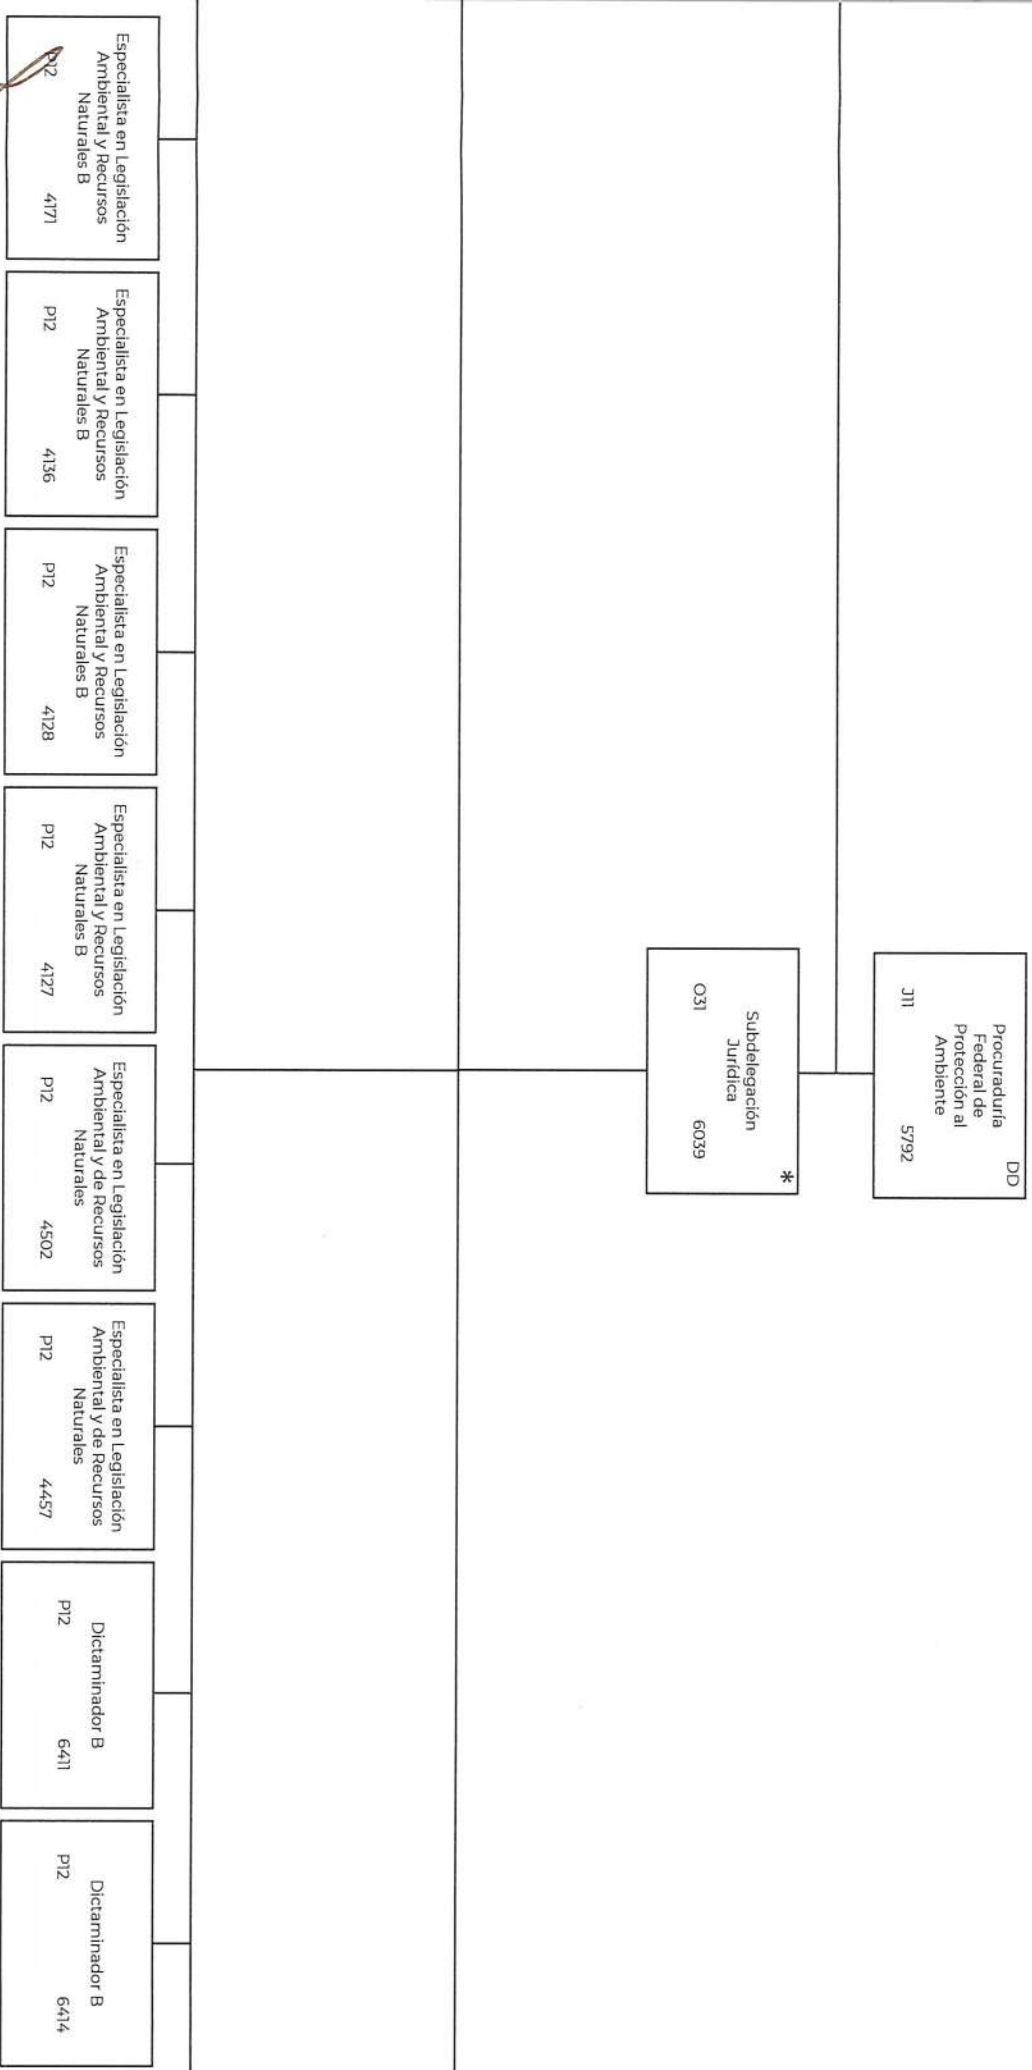 DD
Procuraduría
Federal de
Protección al
Ambiente
J11 5792
*
Subdelegación
Jurídica
O31 6039
Especialista en Legislación
Ambiental y Recursos
Naturales B
P12 4171
Especialista en Legislación
Ambiental y Recursos
Naturales B
P12 4136
Especialista en Legislación
Ambiental y Recursos
Naturales B
P12 4128
Especialista en Legislación
Ambiental y Recursos
Naturales B
P12 4127
Especialista en Legislación
Ambiental y de Recursos
Naturales
P12 4502
Especialista en Legislación
Ambiental y de Recursos
Naturales
P12 4457
Dictaminador B
P12 6411
Dictaminador B
P12 6414